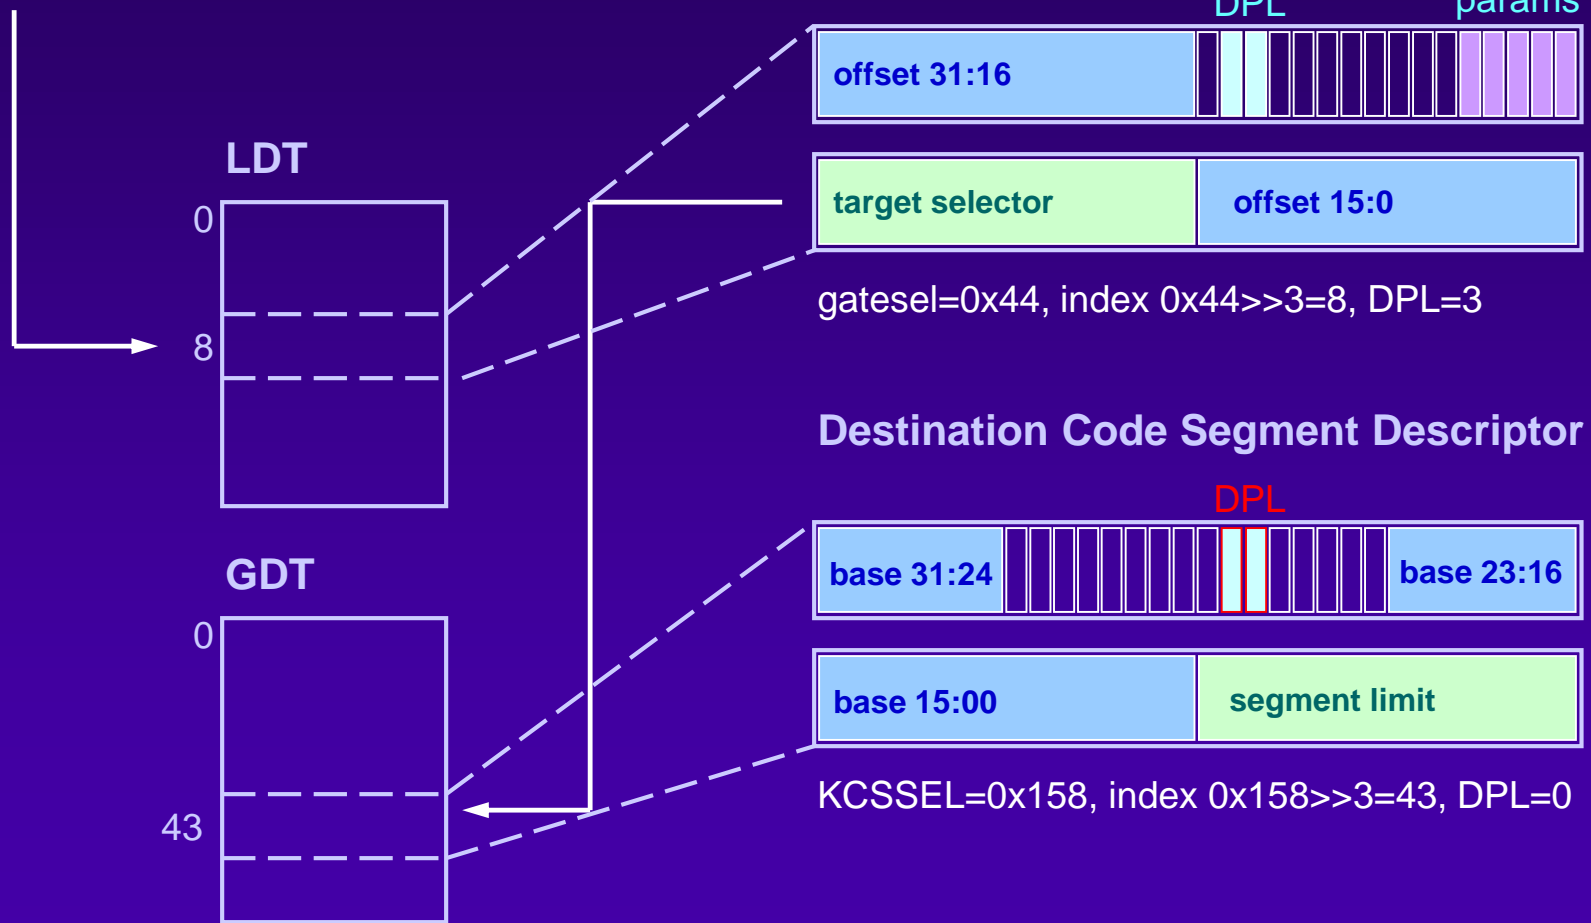 DPL params
offset 31:16
LDT
0
target selector offset 15:0
gatesel=0x44, index 0x44>>3=8, DPL=3
8
Destination Code Segment Descriptor
DPL
base 31:24 base 23:16
GDT
0
base 15:00 segment limit
KCSSEL=0x158, index 0x158>>3=43, DPL=0
43